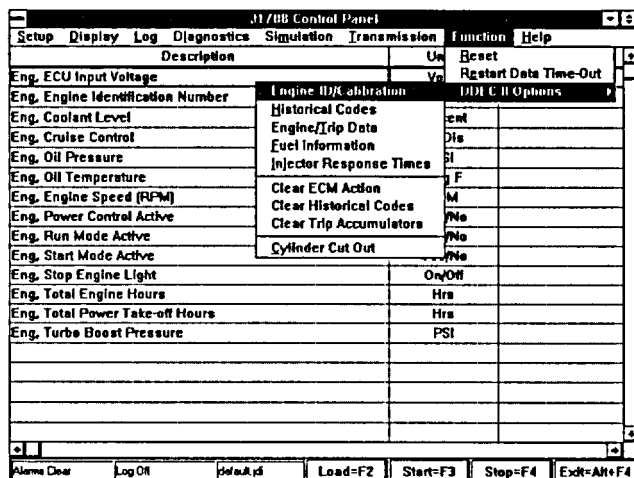 J1708 Control Panel
Setup Display Log Diagnostics Simulation Transmission Function Help
Description
Reset
Restart Data Time-Out
DDEC II Options
Engine ID/Calibration
Historical Codes
Engine/Trip Data
Fuel Information
Injector Response Times
Clear ECM Action
Clear Historical Codes
Clear Trip Accumulators
Cylinder Cut Out
Eng. ECU Input Voltage
Eng. Engine Identification Number
Eng. Coolant Level
Eng. Cruise Control
Eng. Oil Pressure
Eng. Oil Temperature
Eng. Engine Speed (RPM)
Eng. Power Control Active
Eng. Run Mode Active
Eng. Start Mode Active
Eng. Stop Engine Light On/Off
Eng. Total Engine Hours Hrs
Eng. Total Power Take-off Hours Hrs
Eng. Turbo Boost Pressure PSI
Alarms Clear Log Off default.jdi Load=F2 Start=F3 Stop=F4 Exit=Alt+F4